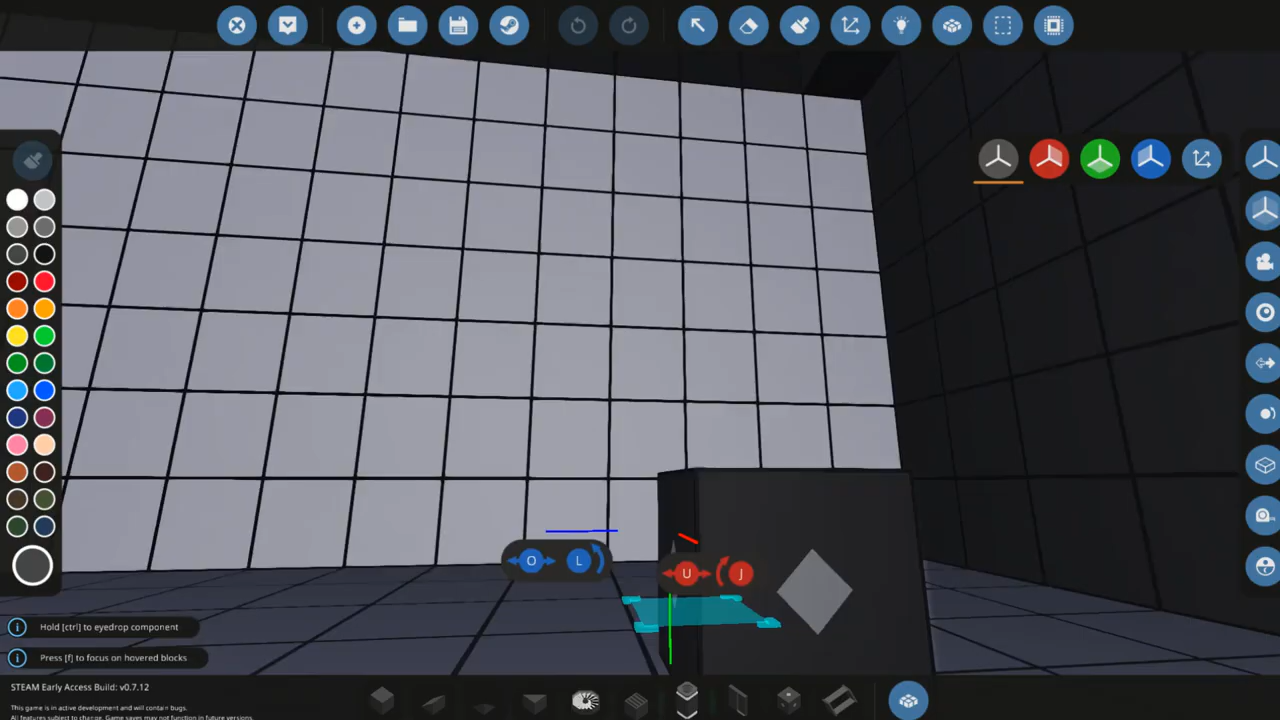 O L
U J
Hold [ctrl] to eyedrop component
Press [f] to focus on hovered blocks
STEAM Early Access Build: v0.7.12
This game is in active development and will contain bugs.
All features subject to change. Game saves may not function in future versions.